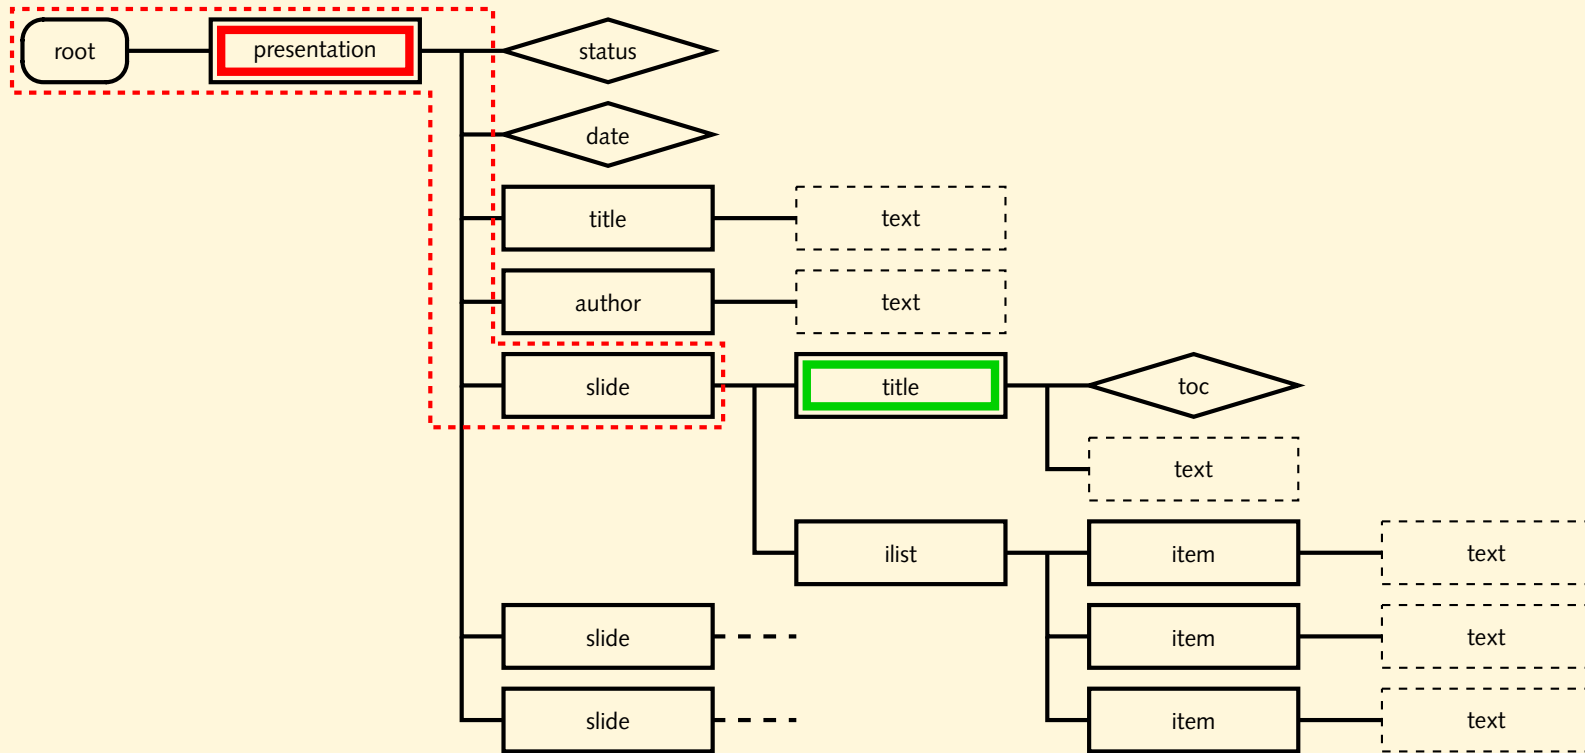 root presentation status
date
title text
author text
slide title toc
text
ilist item text
slide item text
slide item text